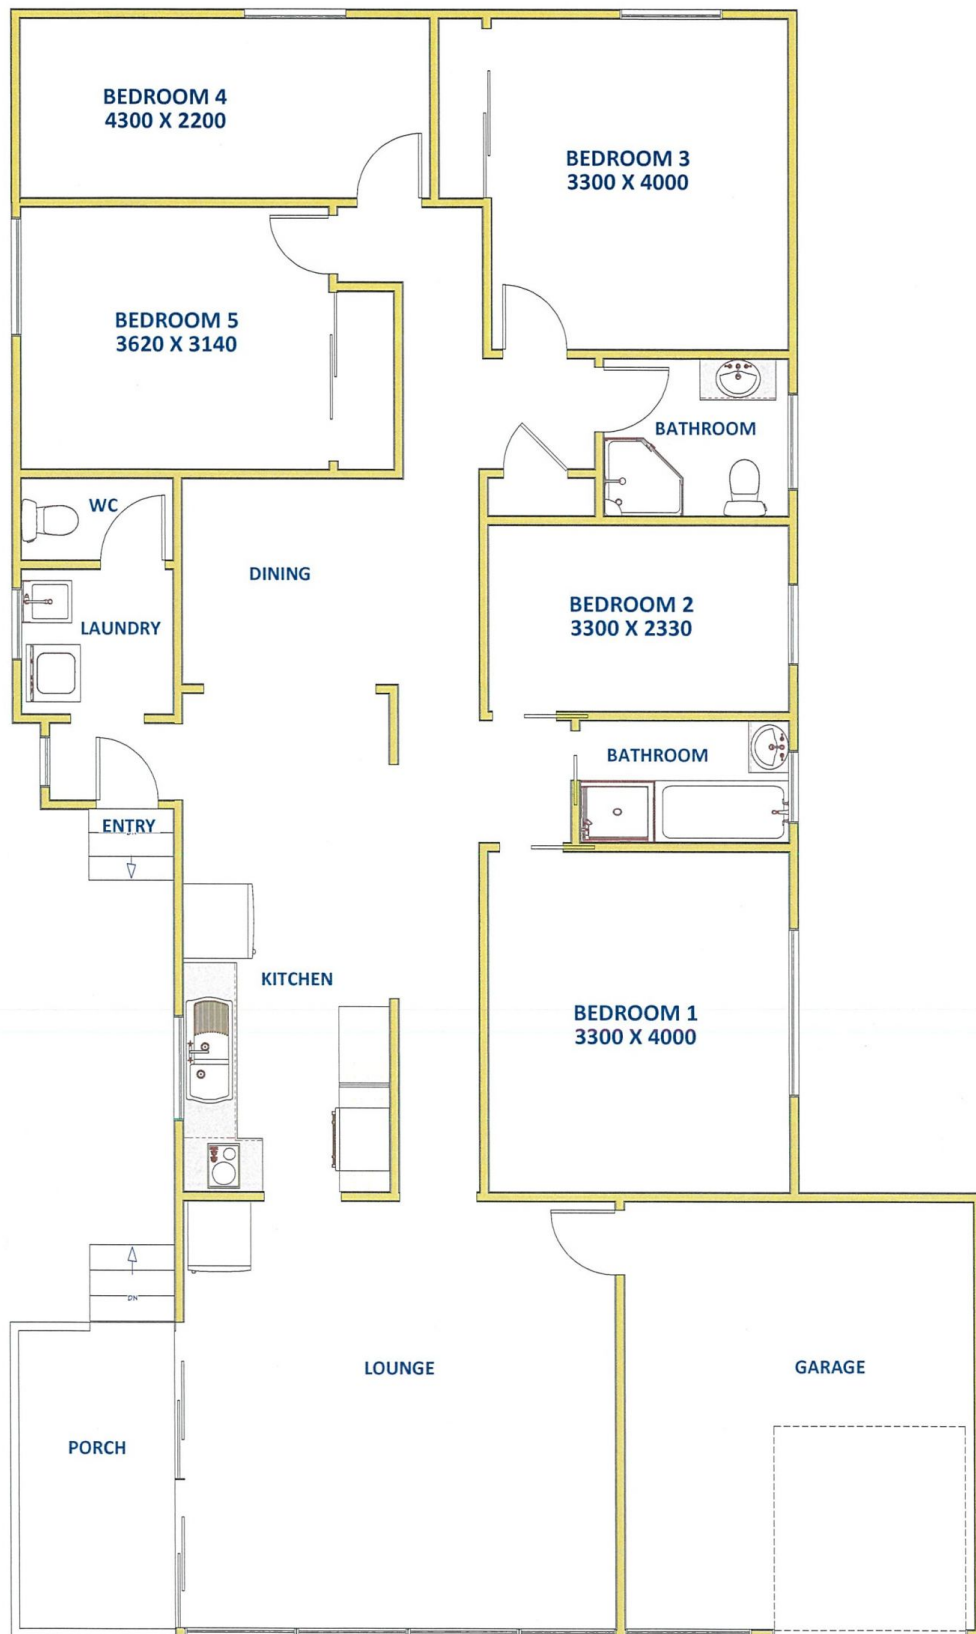 BEDROOM 4
4300 X 2200
BEDROOM 3
3300 X 4000
BEDROOM 5
3620 X 3140
BATHROOM
WC
DINING
BEDROOM 2
3300 X 2330
LAUNDRY
BATHROOM
ENTRY
KITCHEN
BEDROOM 1
3300 X 4000
DN
LOUNGE
GARAGE
PORCH